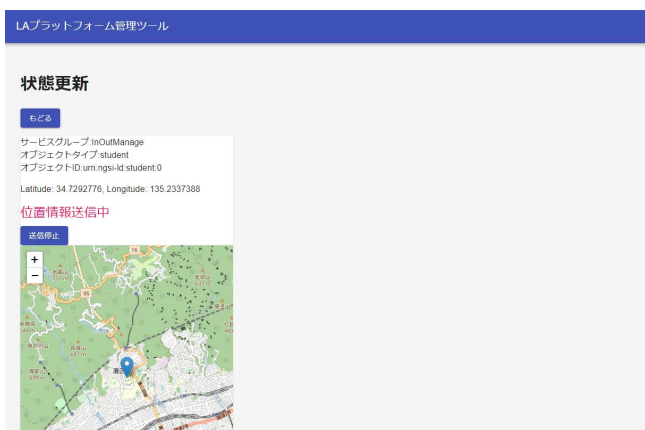 LAプラットフォーム管理ツール
状態更新
もどる
サービスグループ:InOutManage
オブジェクトタイプ:student
オブジェクトID:urn:ngsi-ld:student:0
Latitude: 34.7292776, Longitude: 135.2337388
位置情報送信中
送信停止
+
−
16
95